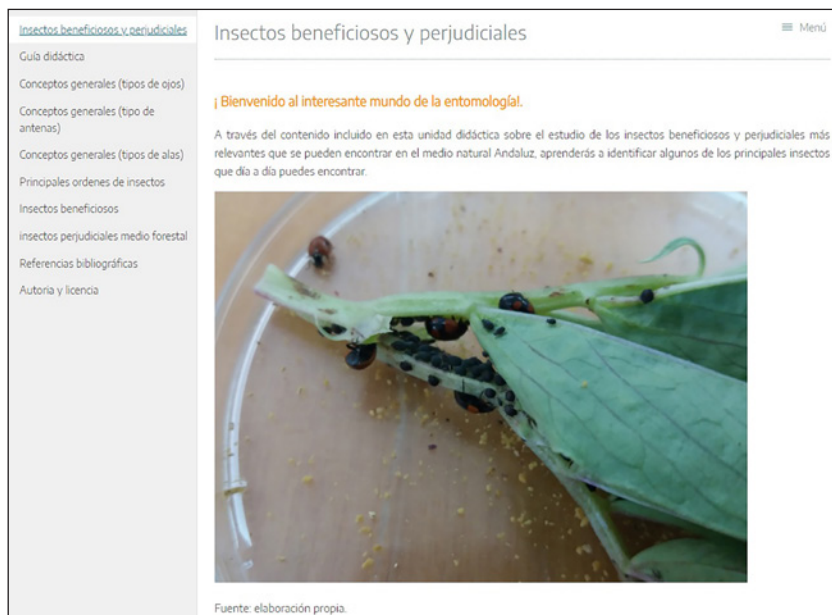 Insectos beneficiosos y perjudiciales
Guía didáctica
Conceptos generales (tipos de ojos)
Conceptos generales (tipo de
antenas)
Conceptos generales (tipos de alas)
Principales ordenes de insectos
Insectos beneficiosos
insectos perjudiciales medio forestal
Referencias bibliográficas
Autoria y licencia
Insectos beneficiosos y perjudiciales
Menú
¡ Bienvenido al interesante mundo de la entomología!.
A través del contenido incluido en esta unidad didáctica sobre el estudio de los insectos beneficiosos y perjudiciales más
relevantes que se pueden encontrar en el medio natural Andaluz, aprenderás a identificar algunos de los principales insectos
que día a día puedes encontrar.
Fuente: elaboración propia.